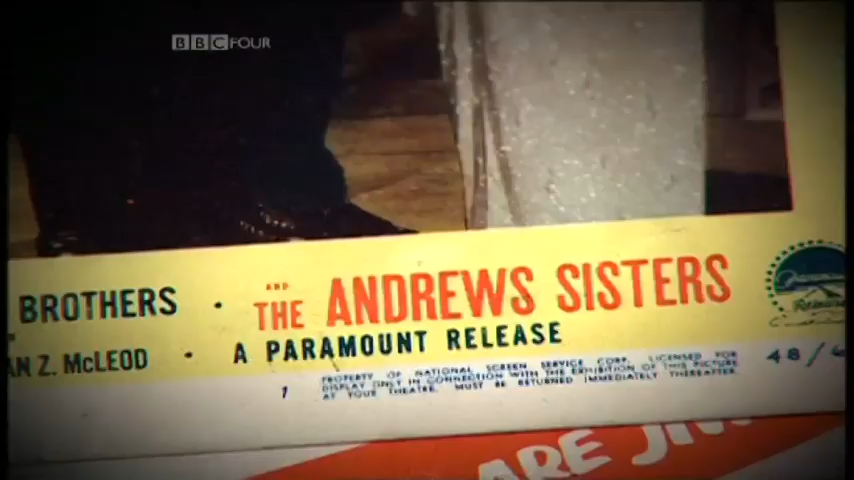 BBC FOUR
BROTHERS • AND THE ANDREWS SISTERS
AN Z. McLEOD • A PARAMOUNT RELEASE
1
PROPERTY OF NATIONAL SCREEN SERVICE CORP. LICENSED FOR
DISPLAY ONLY IN CONNECTION WITH THE EXHIBITION OF THIS PICTURE
AT YOUR THEATRE. MUST BE RETURNED IMMEDIATELY THEREAFTER.
48/
ARE